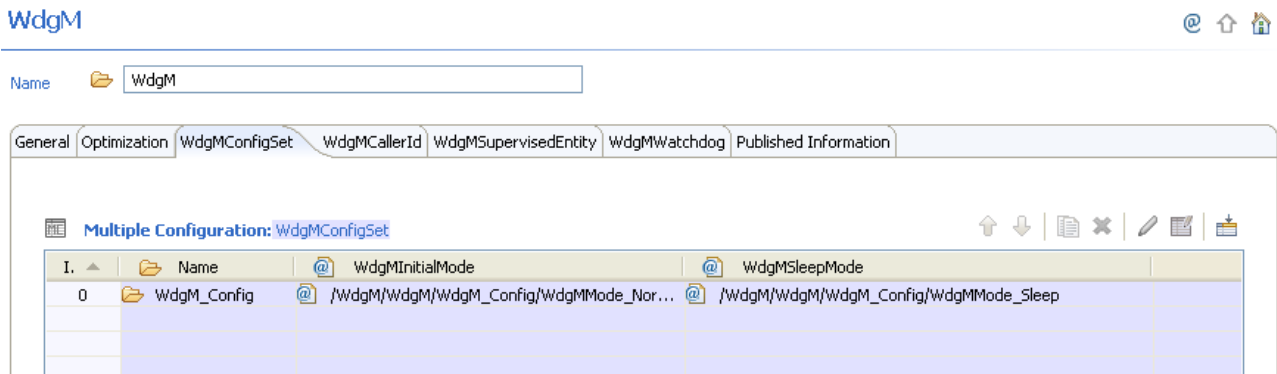 WdgM
Name WdgM
General Optimization WdgMConfigSet WdgMCallerId WdgMSupervisedEntity WdgMWatchdog Published Information
Multiple Configuration: WdgMConfigSet
I. Name WdgMInitialMode WdgMSleepMode
0 WdgM_Config /WdgM/WdgM/WdgM_Config/WdgMMode_Nor... /WdgM/WdgM/WdgM_Config/WdgMMode_Sleep